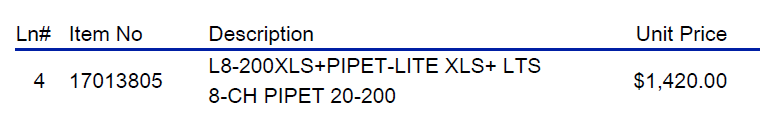 Ln# Item No Description Unit Price
4 17013805 L8-200XLS+PIPET-LITE XLS+ LTS $1,420.00
8-CH PIPET 20-200